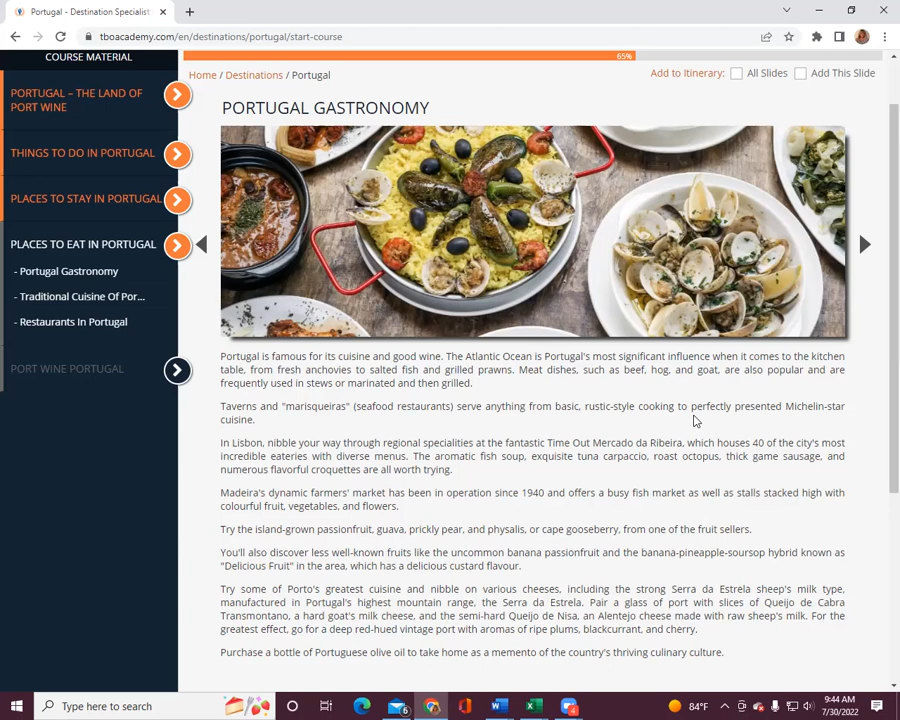 Portugal - Destination Specialist
tboacademy.com/en/destinations/portugal/start-course
COURSE MATERIAL
65%
Home / Destinations / Portugal
Add to Itinerary: All Slides Add This Slide
PORTUGAL – THE LAND OF
PORT WINE
THINGS TO DO IN PORTUGAL
PLACES TO STAY IN PORTUGAL
PLACES TO EAT IN PORTUGAL
- Portugal Gastronomy
- Traditional Cuisine Of Por...
- Restaurants In Portugal
PORT WINE PORTUGAL
PORTUGAL GASTRONOMY
Portugal is famous for its cuisine and good wine. The Atlantic Ocean is Portugal's most significant influence when it comes to the kitchen
table, from fresh anchovies to salted fish and grilled prawns. Meat dishes, such as beef, hog, and goat, are also popular and are
frequently used in stews or marinated and then grilled.
Taverns and "marisqueiras" (seafood restaurants) serve anything from basic, rustic-style cooking to perfectly presented Michelin-star
cuisine.
In Lisbon, nibble your way through regional specialities at the fantastic Time Out Mercado da Ribeira, which houses 40 of the city's most
incredible eateries with diverse menus. The aromatic fish soup, exquisite tuna carpaccio, roast octopus, thick game sausage, and
numerous flavorful croquettes are all worth trying.
Madeira's dynamic farmers' market has been in operation since 1940 and offers a busy fish market as well as stalls stacked high with
colourful fruit, vegetables, and flowers.
Try the island-grown passionfruit, guava, prickly pear, and physalis, or cape gooseberry, from one of the fruit sellers.
You'll also discover less well-known fruits like the uncommon banana passionfruit and the banana-pineapple-soursop hybrid known as
"Delicious Fruit" in the area, which has a delicious custard flavour.
Try some of Porto's greatest cuisine and nibble on various cheeses, including the strong Serra da Estrela sheep's milk type,
manufactured in Portugal's highest mountain range, the Serra da Estrela. Pair a glass of port with slices of Queijo de Cabra
Transmontano, a hard goat's milk cheese, and the semi-hard Queijo de Nisa, an Alentejo cheese made with raw sheep's milk. For the
greatest effect, go for a deep red-hued vintage port with aromas of ripe plums, blackcurrant, and cherry.
Purchase a bottle of Portuguese olive oil to take home as a memento of the country's thriving culinary culture.
Type here to search
6
4
84°F
9:44 AM
7/30/2022